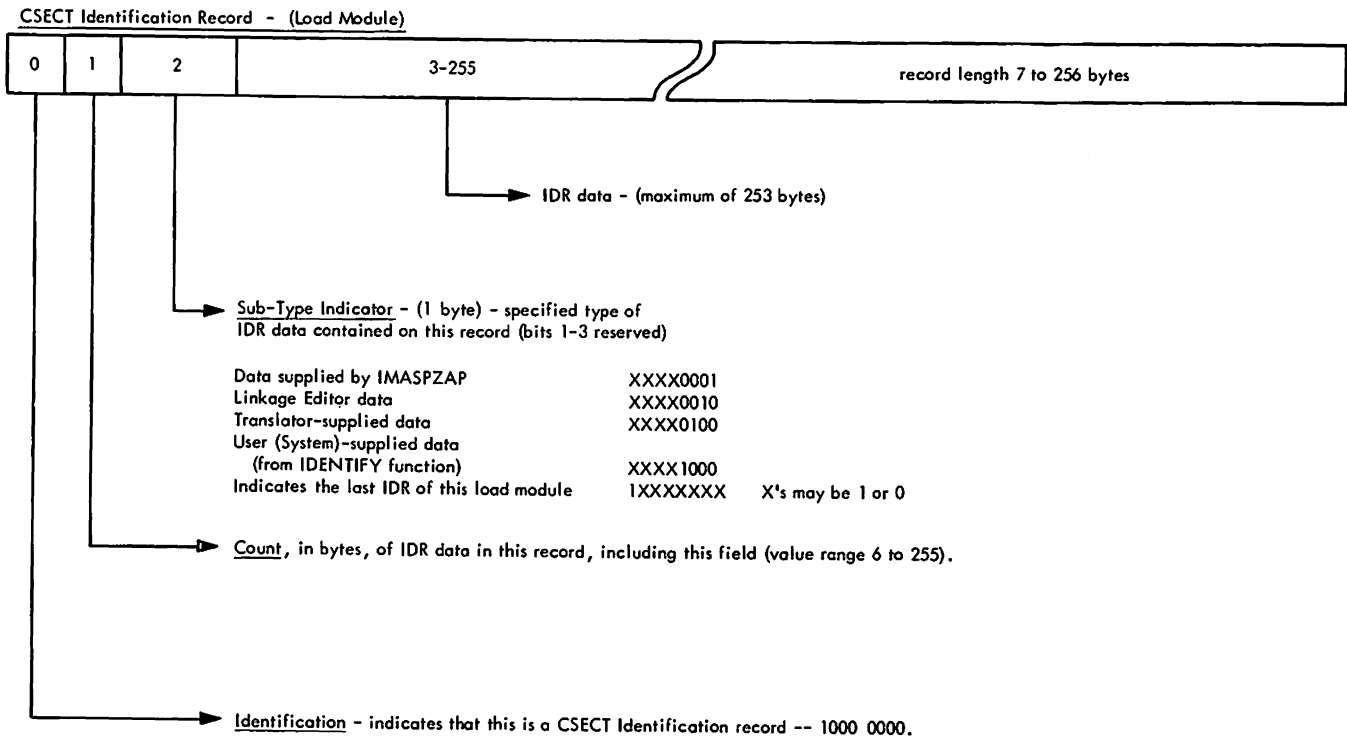 CSECT Identification Record - (Load Module)
0 1 2 3-255 record length 7 to 256 bytes
IDR data - (maximum of 253 bytes)
Sub-Type Indicator - (1 byte) - specified type of
IDR data contained on this record (bits 1-3 reserved)
Data supplied by IMASPZAP XXXX0001
Linkage Editor data XXXX0010
Translator-supplied data XXXX0100
User (System)-supplied data
(from IDENTIFY function) XXXX1000
Indicates the last IDR of this load module 1XXXXXXX X's may be 1 or 0
Count, in bytes, of IDR data in this record, including this field (value range 6 to 255).
Identification - indicates that this is a CSECT Identification record -- 1000 0000.